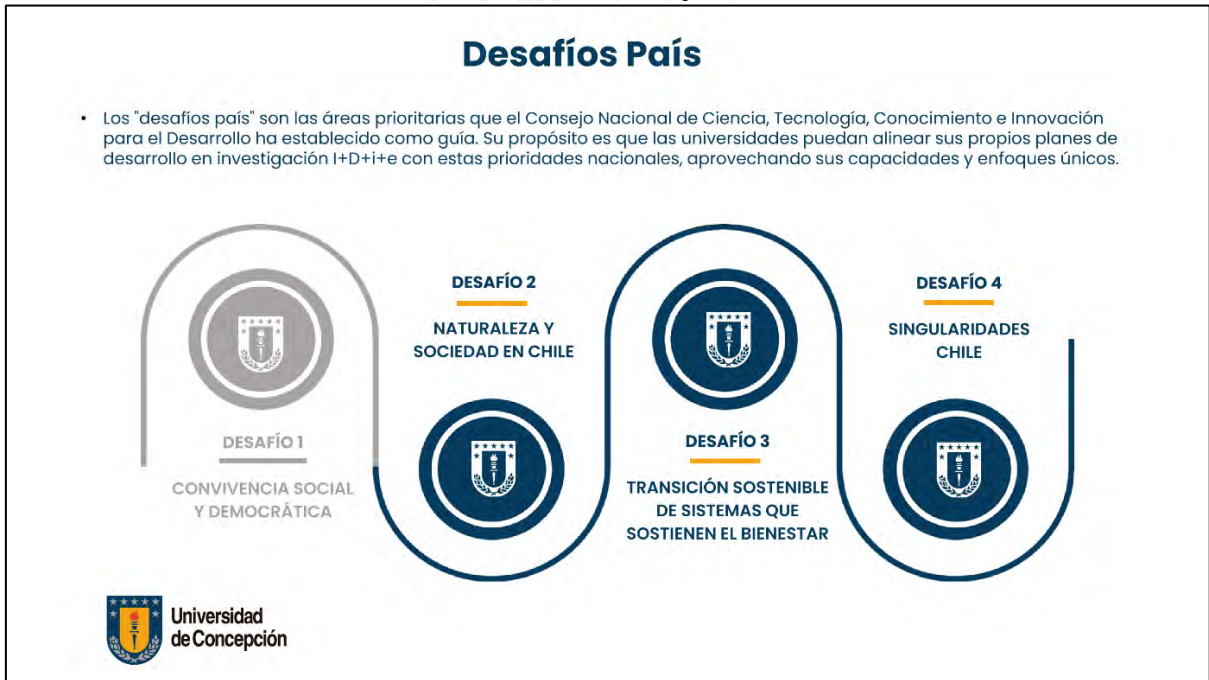 Desafíos País
• Los "desafíos país" son las áreas prioritarias que el Consejo Nacional de Ciencia, Tecnología, Conocimiento e Innovación
para el Desarrollo ha establecido como guía. Su propósito es que las universidades puedan alinear sus propios planes de
desarrollo en investigación I+D+i+e con estas prioridades nacionales, aprovechando sus capacidades y enfoques únicos.
DESAFÍO 1
CONVIVENCIA SOCIAL
Y DEMOCRÁTICA
DESAFÍO 2
NATURALEZA Y
SOCIEDAD EN CHILE
DESAFÍO 3
TRANSICIÓN SOSTENIBLE
DE SISTEMAS QUE
SOSTIENEN EL BIENESTAR
DESAFÍO 4
SINGULARIDADES
CHILE
Universidad
de Concepción